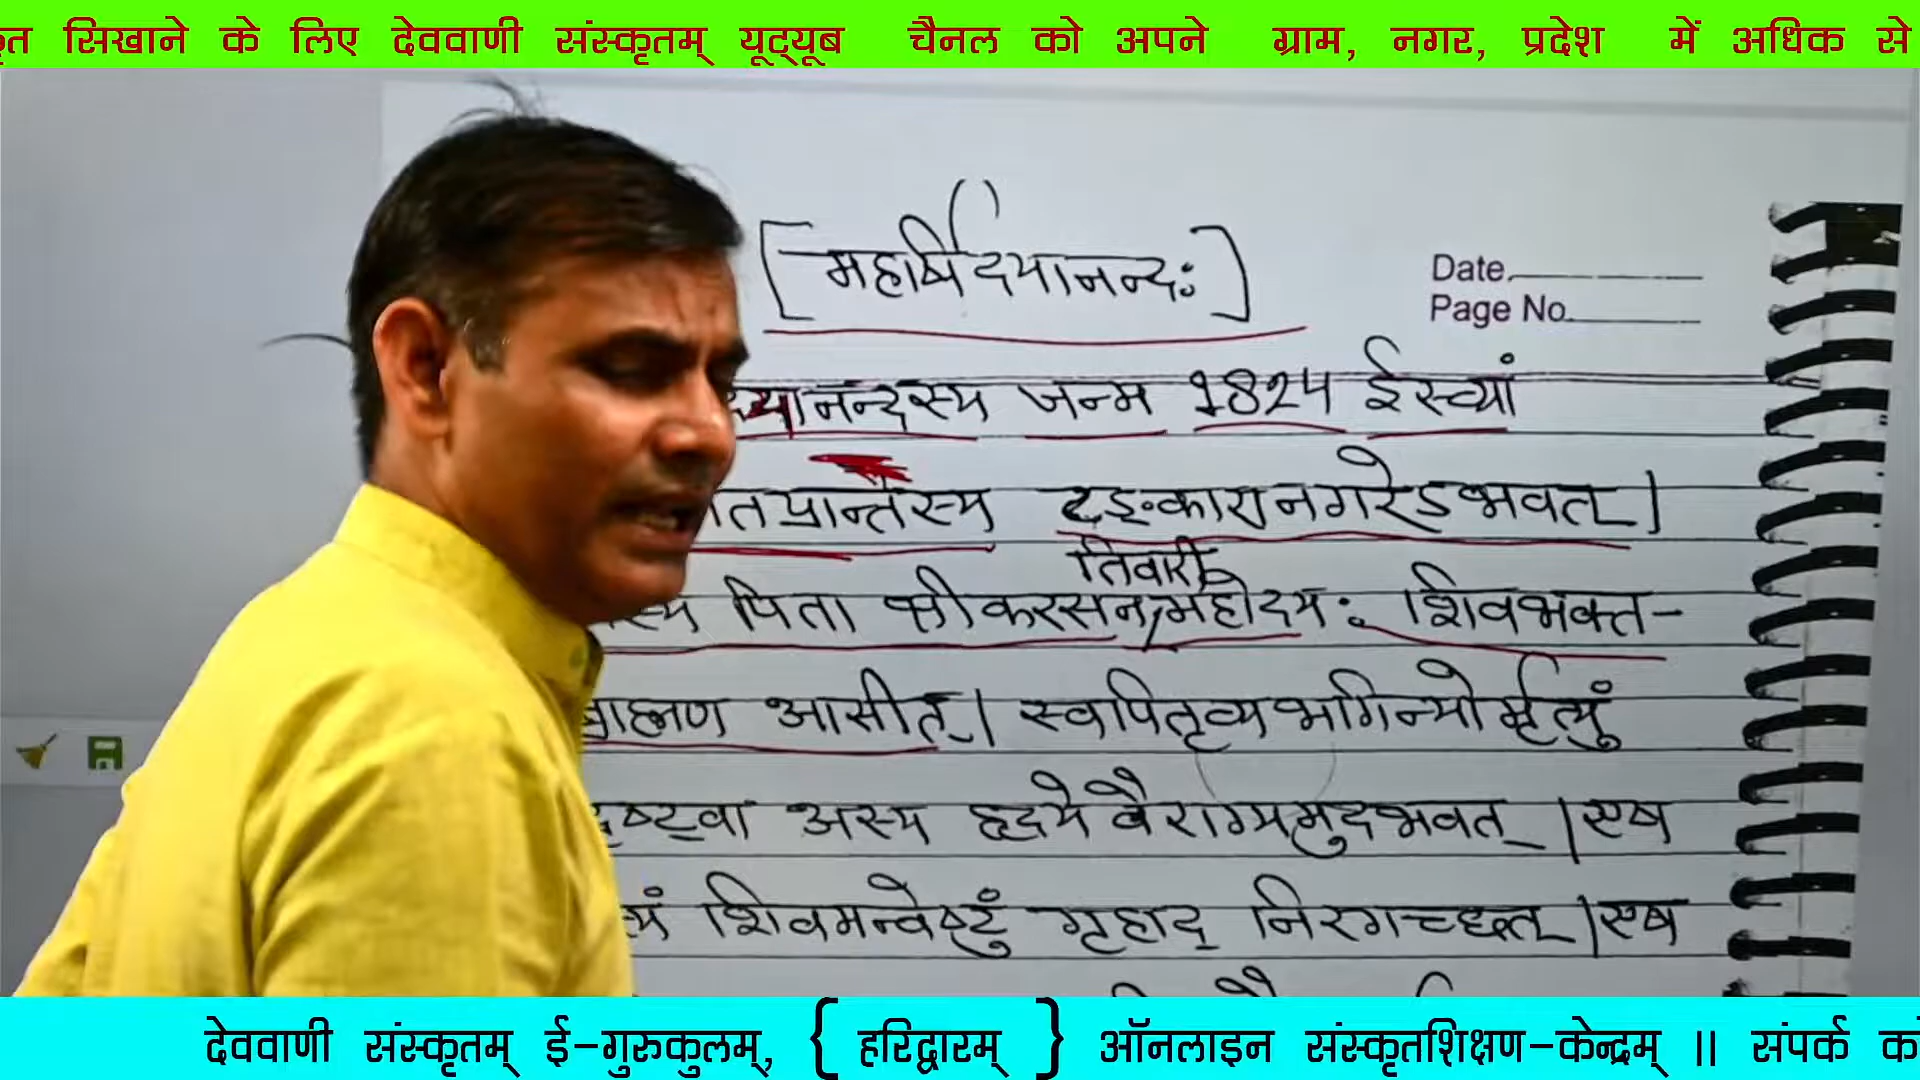 सिखाने के लिए देववाणी संस्कृतम् यूट्यूब चैनल को अपने ग्राम, नगर, प्रदेश में अधिक से
[महर्षिदयानन्दः]
Date
Page No.
यानन्दस्य जन्म 1824 ईस्व्यां
तप्रान्तस्य टङ्कारानगरेऽभवत् |
तिवारी
स्य पिता श्रीकरसन महोदयः शिवभक्त-
ब्राह्मण आसीत् | स्वपितृव्यभगिन्योर्मृत्युं
दृष्ट्वा अस्य हृदये वैराग्यमुदभवत् | एष
शिवमन्वेष्टुं गृहाद् निरगच्छत् | एष
देववाणी संस्कृतम् ई-गुरुकुलम्, { हरिद्वारम् } ऑनलाइन संस्कृतशिक्षण-केन्द्रम् ॥ संपर्क